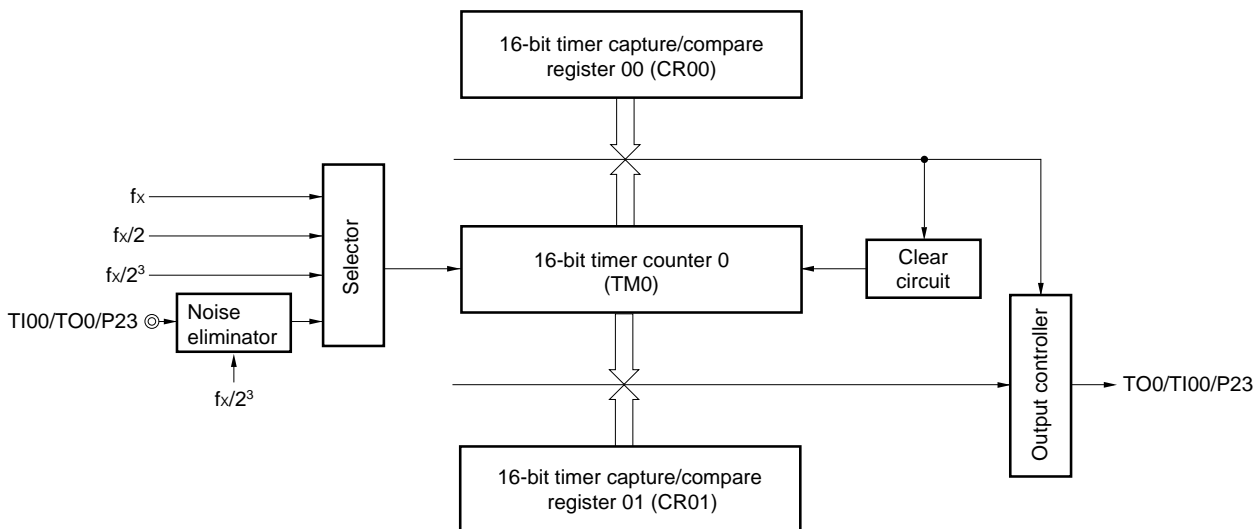 16-bit timer capture/compare
register 00 (CR00)
fX
fX/2
fX/2³
TI00/TO0/P23
Noise
eliminator
fX/2³
Selector
16-bit timer counter 0
(TM0)
Clear
circuit
Output controller
TO0/TI00/P23
16-bit timer capture/compare
register 01 (CR01)